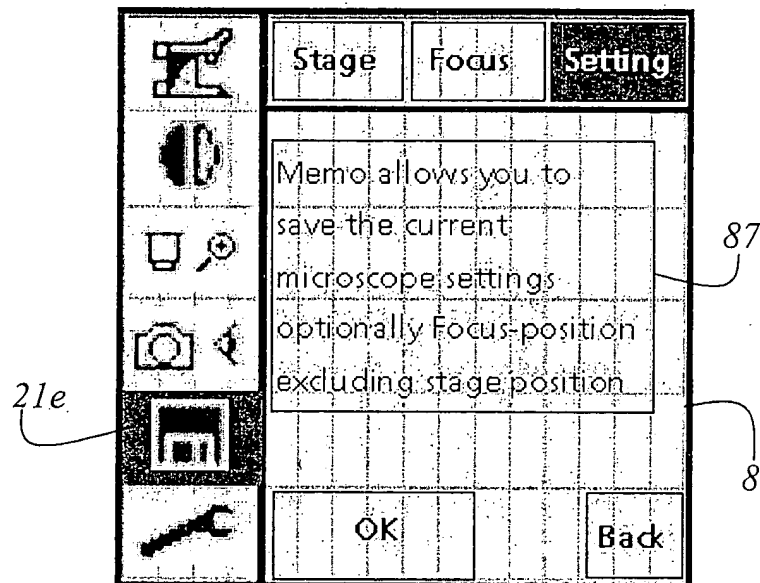 Stage Focus Setting
Memo allows you to
save the current
microscope settings
optionally Focus-position
excluding stage position
87
21e
8
OK Back